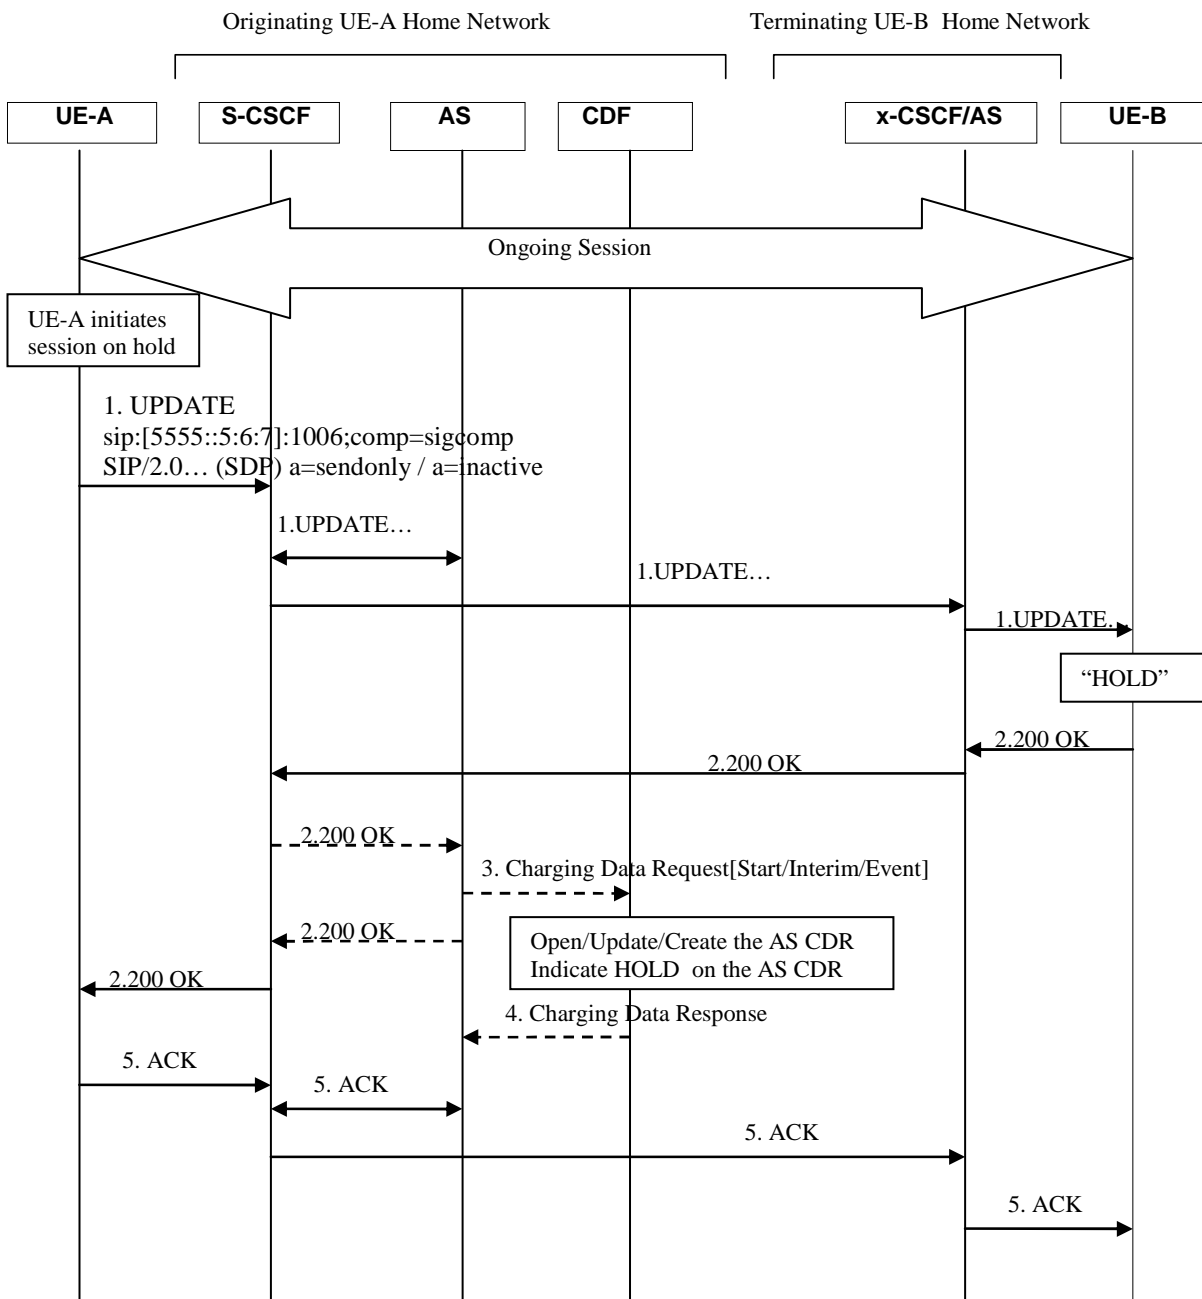 Originating UE-A Home Network
Terminating UE-B Home Network
UE-A
S-CSCF
AS
CDF
x-CSCF/AS
UE-B
Ongoing Session
UE-A initiates
session on hold
1. UPDATE
sip:[5555::5:6:7]:1006;comp=sigcomp
SIP/2.0… (SDP) a=sendonly / a=inactive
1.UPDATE…
1.UPDATE…
1.UPDATE…
“HOLD”
2.200 OK
2.200 OK
2.200 OK
3. Charging Data Request[Start/Interim/Event]
2.200 OK
Open/Update/Create the AS CDR
Indicate HOLD on the AS CDR
2.200 OK
4. Charging Data Response
5. ACK
5. ACK
5. ACK
5. ACK